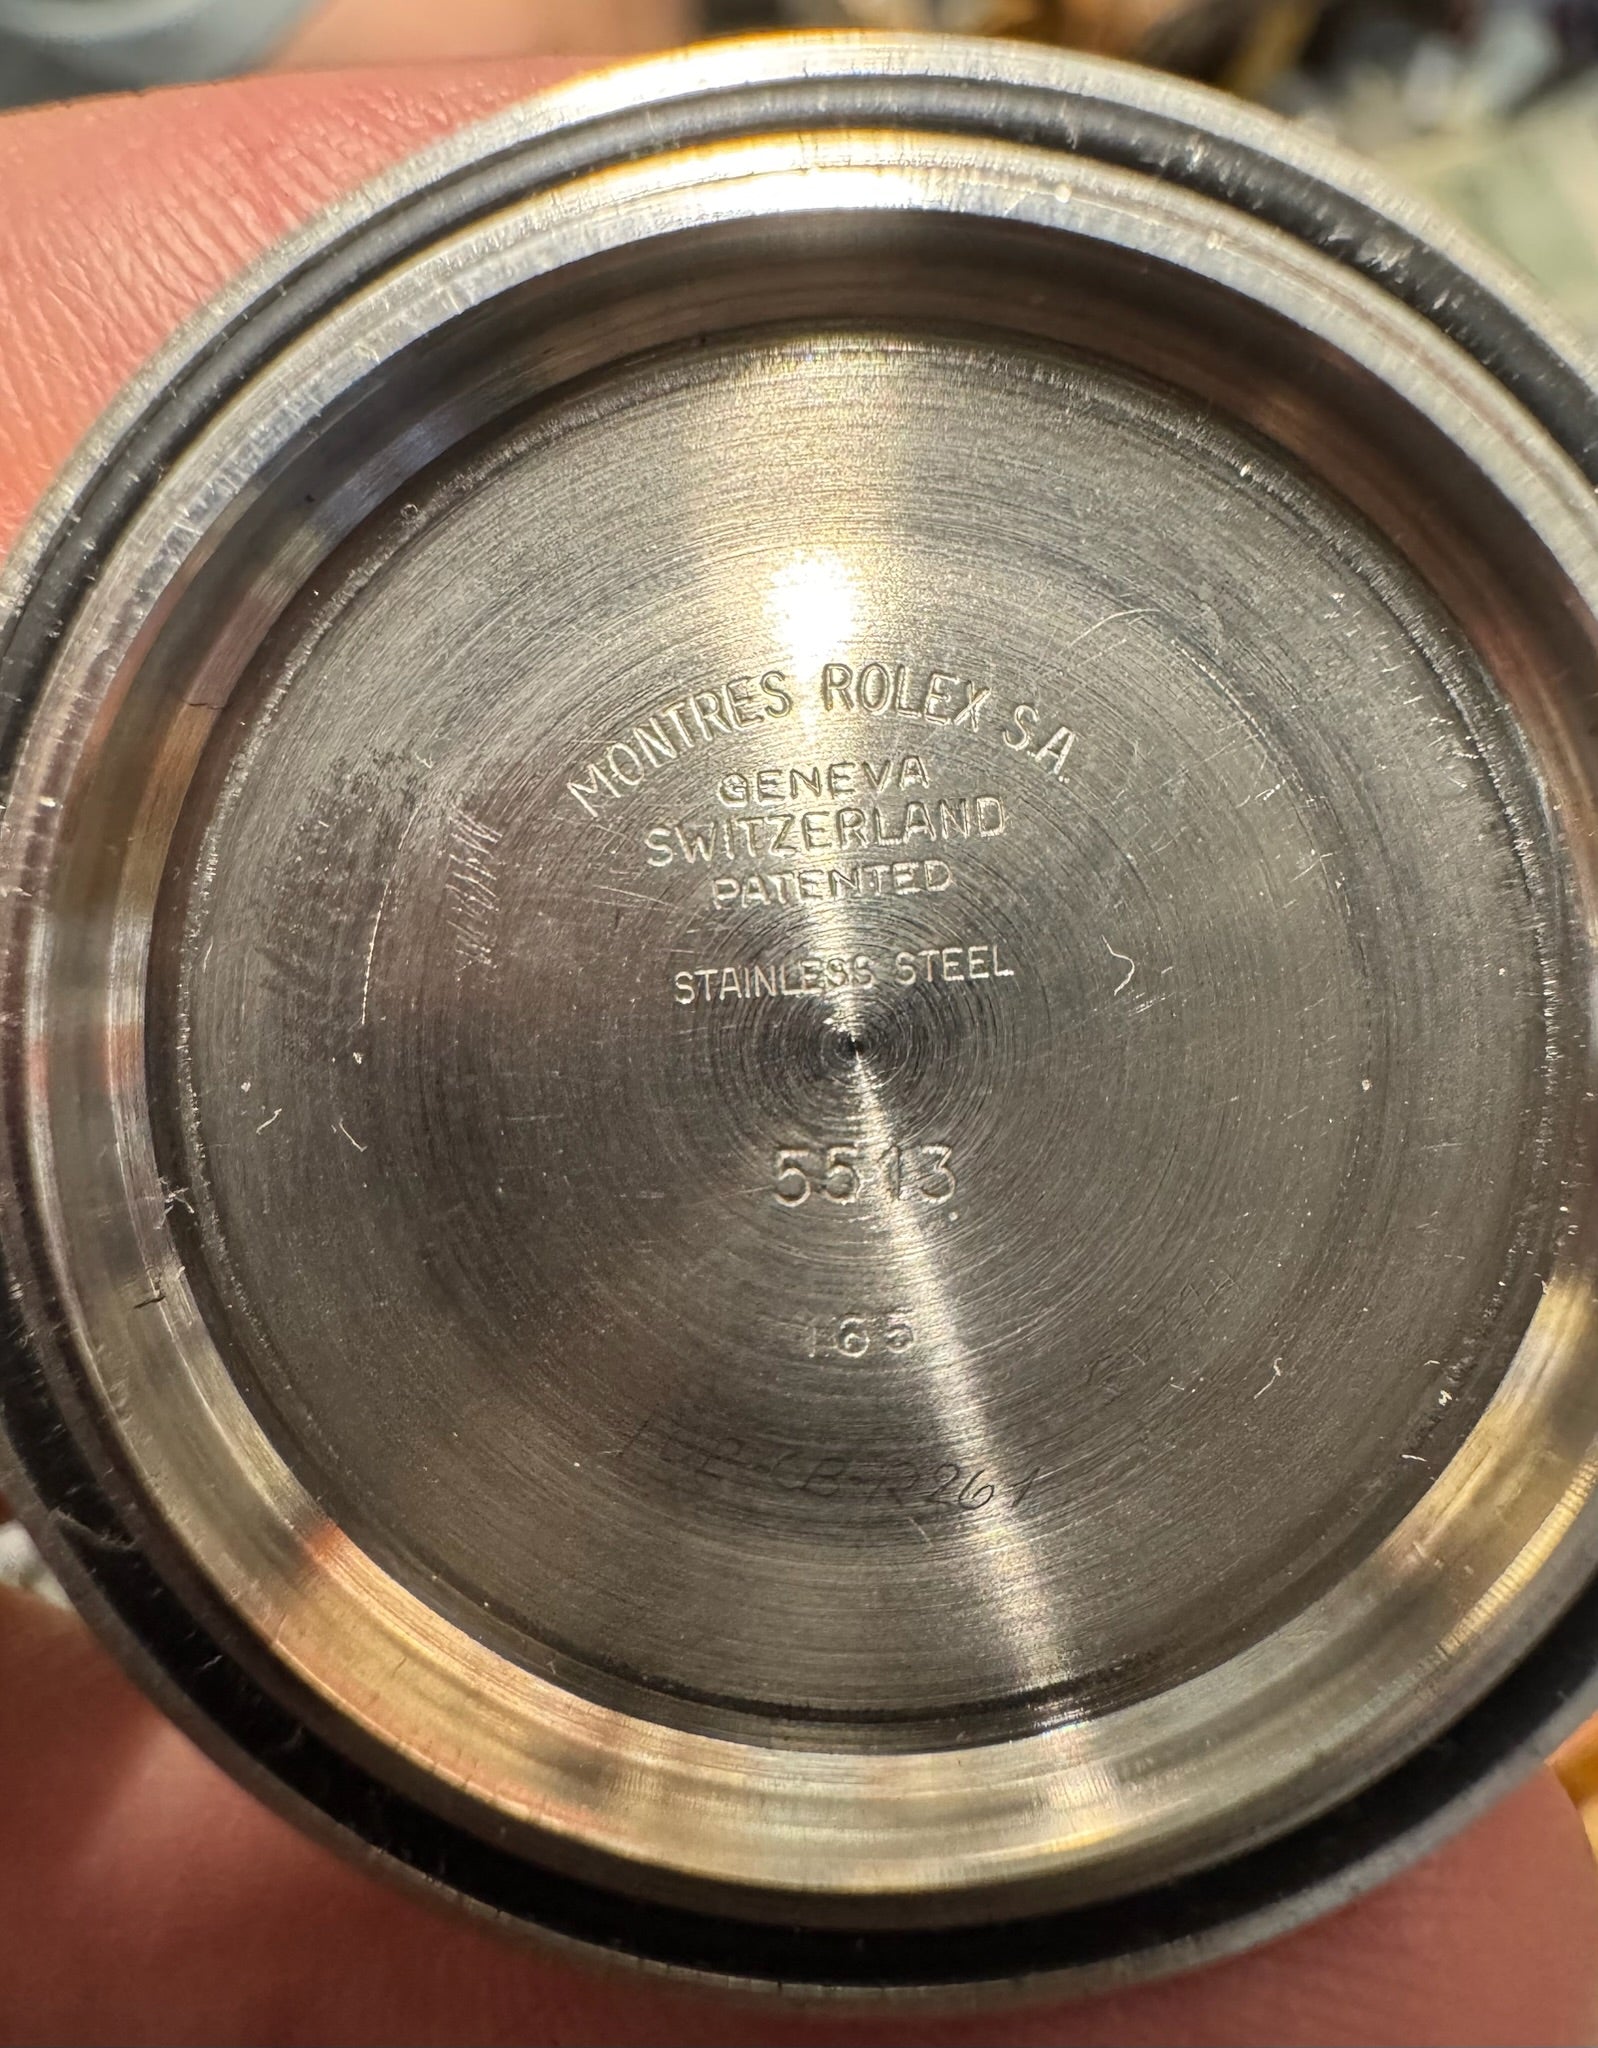 MONTRES ROLEX S.A.
GENEVA
SWITZERLAND
PATENTED
STAINLESS STEEL
5513
165